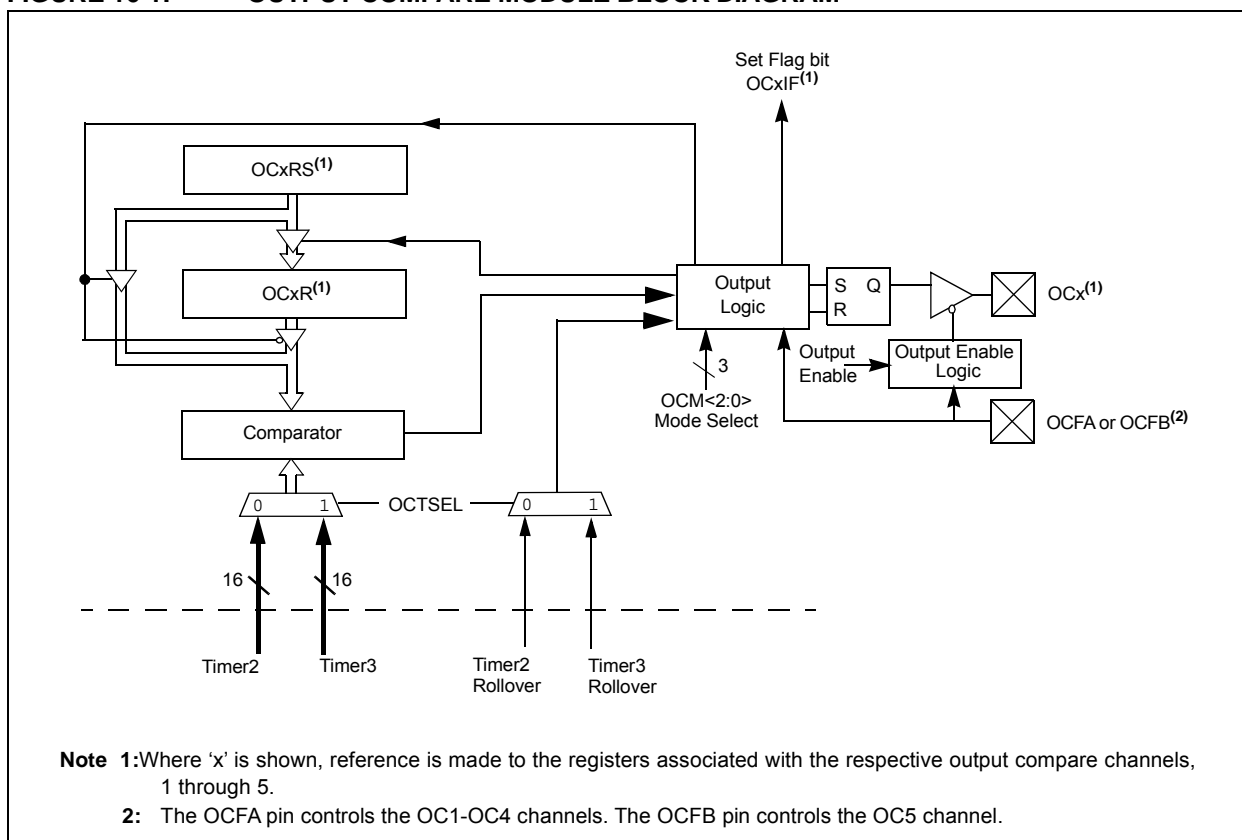 Set Flag bit
OCxIF(1)
OCxRS(1)
OCxR(1)
Output
Logic
S Q
R
OCx(1)
Output
Enable
Output Enable
Logic
3
OCM<2:0>
Mode Select
OCFA or OCFB(2)
Comparator
0 1
OCTSEL
0 1
16
16
Timer2
Timer3
Timer2
Rollover
Timer3
Rollover
Note 1:Where ‘x’ is shown, reference is made to the registers associated with the respective output compare channels,
1 through 5.
2: The OCFA pin controls the OC1-OC4 channels. The OCFB pin controls the OC5 channel.